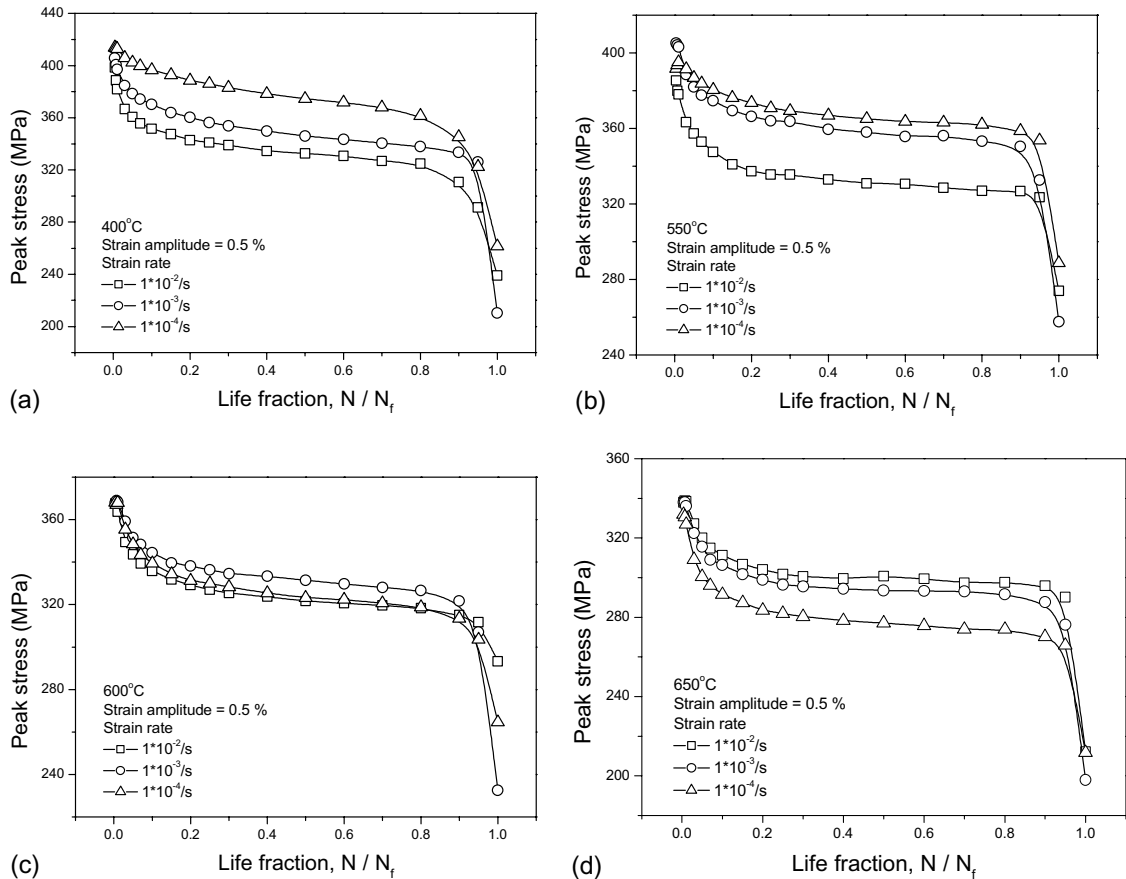 440
400
360
320
280
240
200
0.0 0.2 0.4 0.6 0.8 1.0
Peak stress (MPa)
400°C
Strain amplitude = 0.5 %
Strain rate
1*10⁻²/s
1*10⁻³/s
1*10⁻⁴/s
Life fraction, N / N_f
(a)
400
360
320
280
240
0.0 0.2 0.4 0.6 0.8 1.0
Peak stress (MPa)
550°C
Strain amplitude = 0.5 %
Strain rate
1*10⁻²/s
1*10⁻³/s
1*10⁻⁴/s
Life fraction, N / N_f
(b)
360
320
280
240
0.0 0.2 0.4 0.6 0.8 1.0
Peak stress (MPa)
600°C
Strain amplitude = 0.5 %
Strain rate
1*10⁻²/s
1*10⁻³/s
1*10⁻⁴/s
Life fraction, N / N_f
(c)
360
320
280
240
200
0.0 0.2 0.4 0.6 0.8 1.0
Peak stress (MPa)
650°C
Strain amplitude = 0.5 %
Strain rate
1*10⁻²/s
1*10⁻³/s
1*10⁻⁴/s
Life fraction, N / N_f
(d)